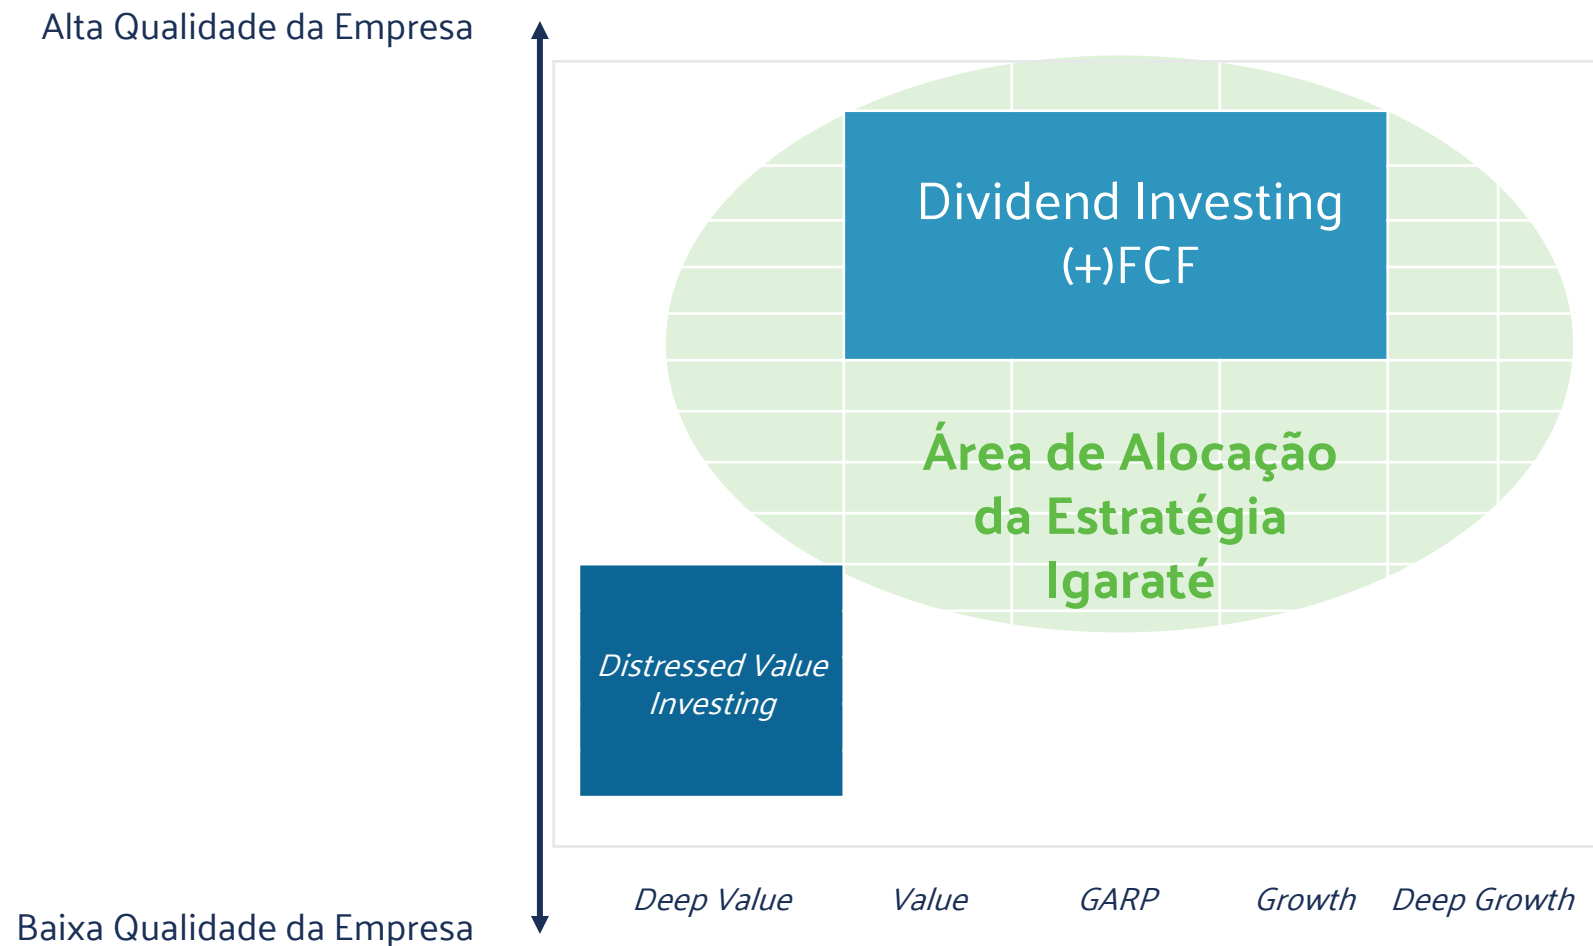 Alta Qualidade da Empresa
Dividend Investing
(+)FCF
Área de Alocação
da Estratégia
Igaraté
Distressed Value
Investing
Deep Value
Value
GARP
Growth
Deep Growth
Baixa Qualidade da Empresa